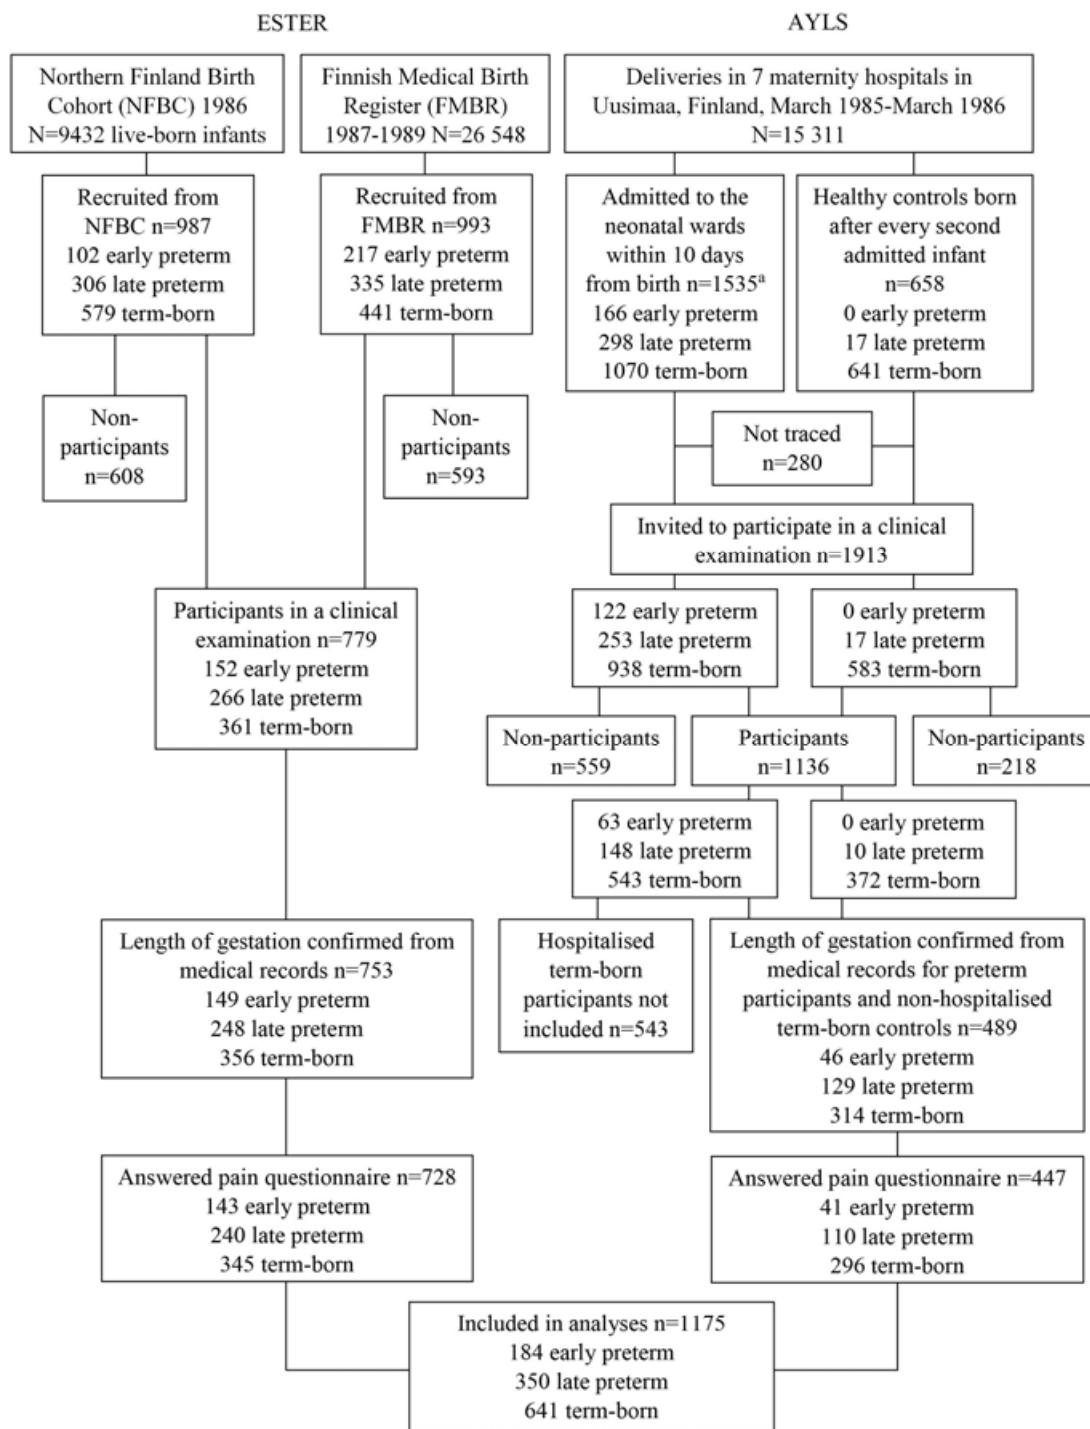 ESTER
AYLS
Northern Finland Birth
Cohort (NFBC) 1986
N=9432 live-born infants
Finnish Medical Birth
Register (FMBR)
1987-1989 N=26 548
Deliveries in 7 maternity hospitals in
Uusimaa, Finland, March 1985-March 1986
N=15 311
Recruited from
NFBC n=987
102 early preterm
306 late preterm
579 term-born
Recruited from
FMBR n=993
217 early preterm
335 late preterm
441 term-born
Admitted to the
neonatal wards
within 10 days
from birth n=1535ᵃ
166 early preterm
298 late preterm
1070 term-born
Healthy controls born
after every second
admitted infant
n=658
0 early preterm
17 late preterm
641 term-born
Non-
participants
n=608
Non-
participants
n=593
Not traced
n=280
Invited to participate in a clinical
examination n=1913
Participants in a clinical
examination n=779
152 early preterm
266 late preterm
361 term-born
122 early preterm
253 late preterm
938 term-born
0 early preterm
17 late preterm
583 term-born
Non-participants
n=559
Participants
n=1136
Non-participants
n=218
63 early preterm
148 late preterm
543 term-born
0 early preterm
10 late preterm
372 term-born
Length of gestation confirmed from
medical records n=753
149 early preterm
248 late preterm
356 term-born
Hospitalised
term-born
participants not
included n=543
Length of gestation confirmed from
medical records for preterm
participants and non-hospitalised
term-born controls n=489
46 early preterm
129 late preterm
314 term-born
Answered pain questionnaire n=728
143 early preterm
240 late preterm
345 term-born
Answered pain questionnaire n=447
41 early preterm
110 late preterm
296 term-born
Included in analyses n=1175
184 early preterm
350 late preterm
641 term-born